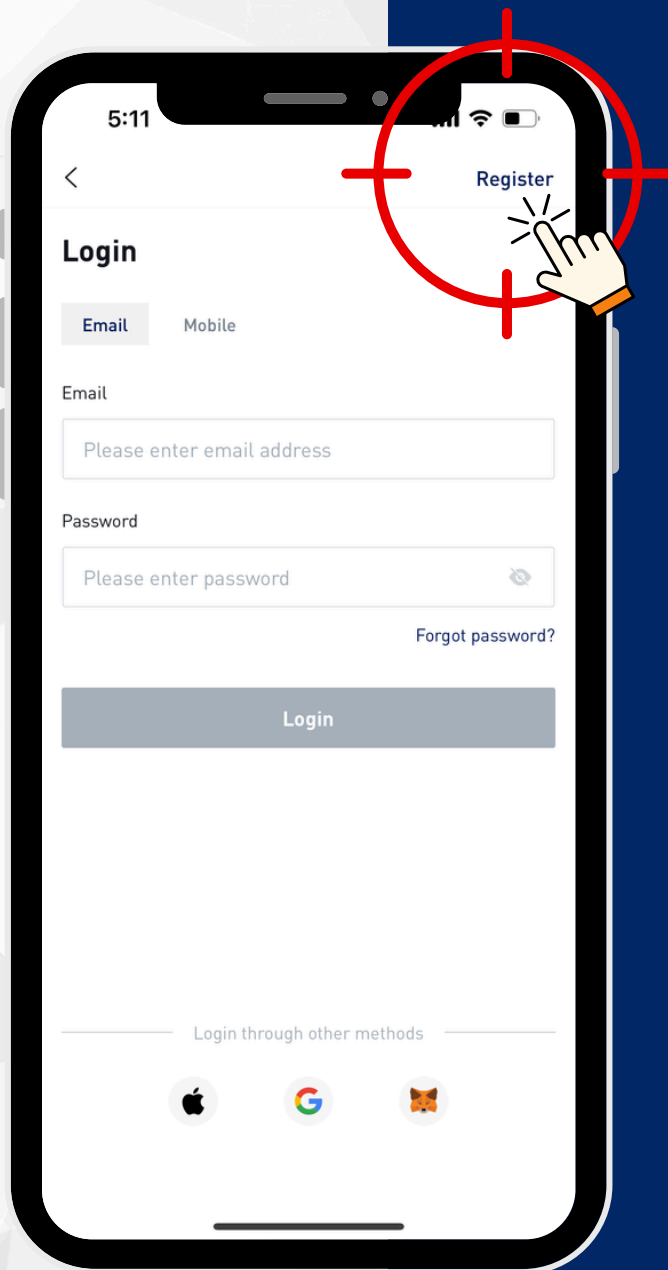 5:11
Register
Login
Email Mobile
Email
Please enter email address
Password
Please enter password
Forgot password?
Login
Login through other methods